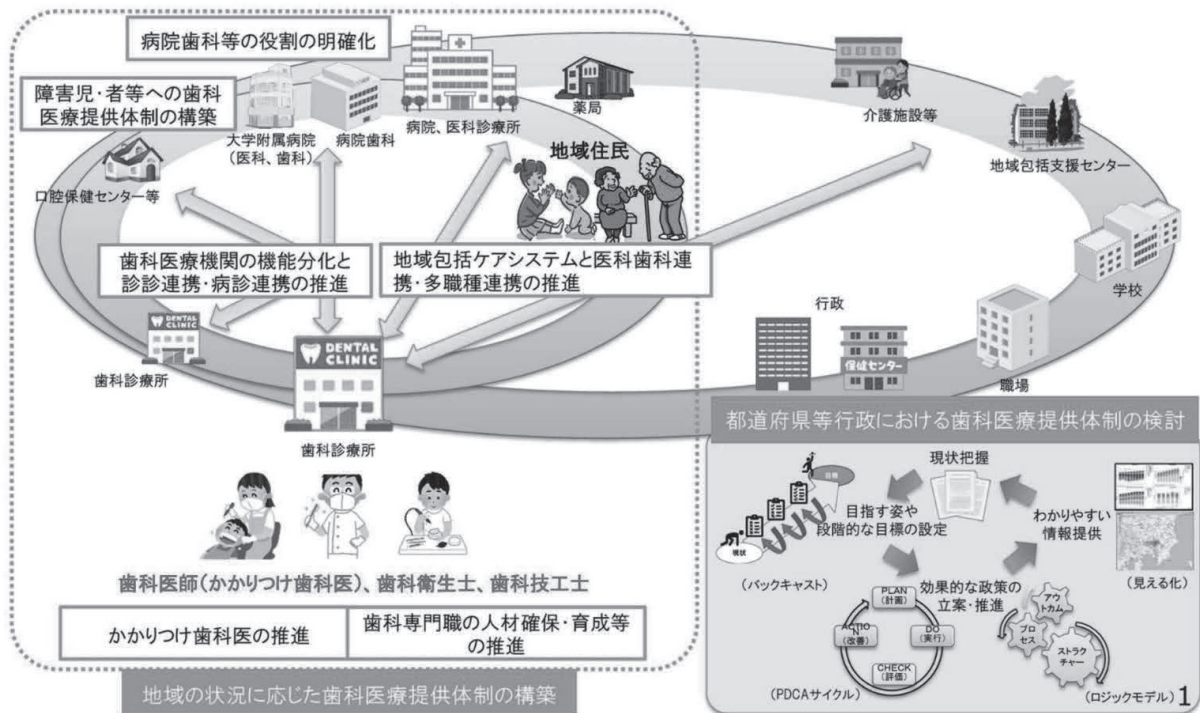 病院歯科等の役割の明確化
障害児・者等への歯科
医療提供体制の構築
大学附属病院
(医科、歯科)
病院歯科
病院、医科診療所
薬局
介護施設等
地域包括支援センター
口腔保健センター等
地域住民
歯科医療機関の機能分化と
診診連携・病診連携の推進
地域包括ケアシステムと医科歯科連
携・多職種連携の推進
学校
行政
保健センター
職場
DENTAL
CLINIC
歯科診療所
DENTAL
CLINIC
歯科診療所
歯科医師(かかりつけ歯科医)、歯科衛生士、歯科技工士
かかりつけ歯科医の推進
歯科専門職の人材確保・育成等
の推進
地域の状況に応じた歯科医療提供体制の構築
都道府県等行政における歯科医療提供体制の検討
目標
現状
(バックキャスト)
現状把握
目指す姿や
段階的な目標の設定
わかりやすい
情報提供
(見える化)
効果的な政策の
立案・推進
PLAN
(計画)
DO
(実行)
CHECK
(評価)
ACTIO
N
(改善)
(PDCAサイクル)
アウ
トカム
プロ
セス
ストラク
チャー
(ロジックモデル)
1